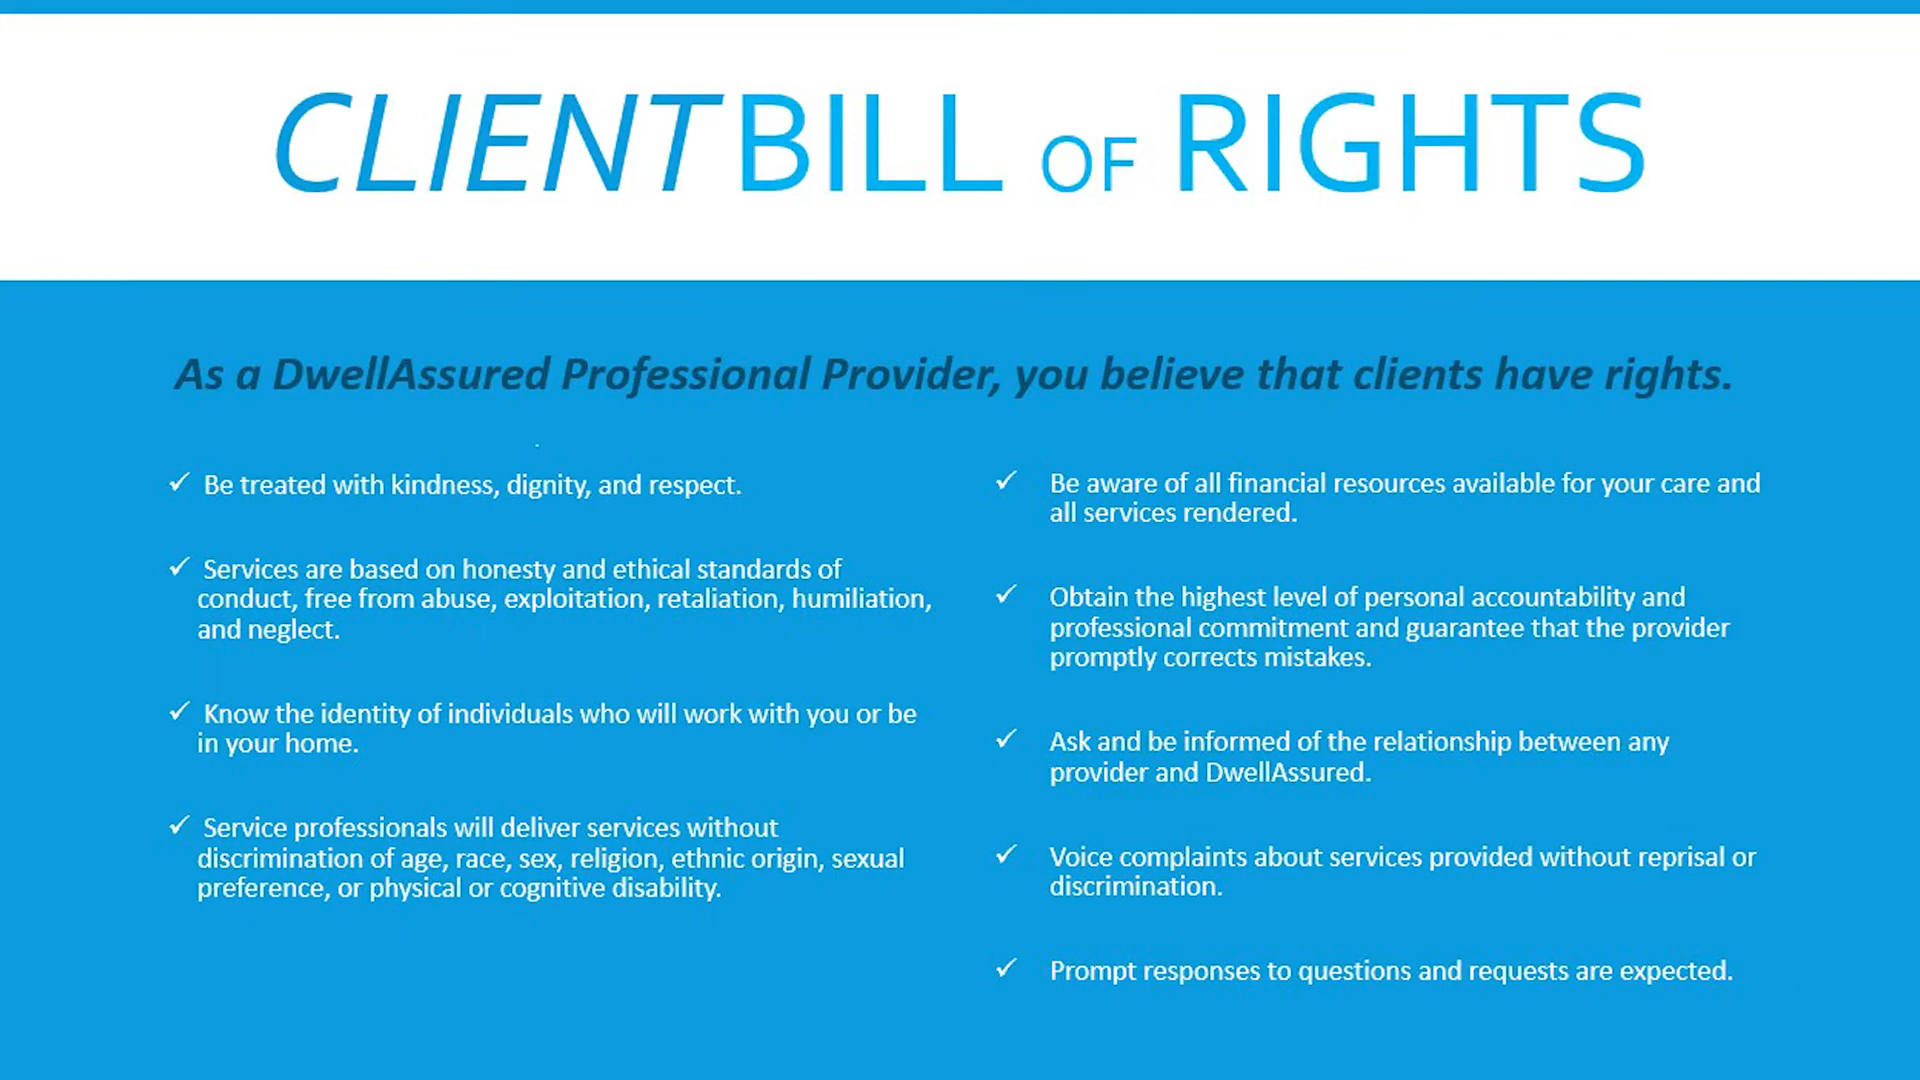 CLIENT BILL OF RIGHTS
As a DwellAssured Professional Provider, you believe that clients have rights.
✓ Be treated with kindness, dignity, and respect.
✓ Services are based on honesty and ethical standards of
conduct, free from abuse, exploitation, retaliation, humiliation,
and neglect.
✓ Know the identity of individuals who will work with you or be
in your home.
✓ Service professionals will deliver services without
discrimination of age, race, sex, religion, ethnic origin, sexual
preference, or physical or cognitive disability.
✓ Be aware of all financial resources available for your care and
all services rendered.
✓ Obtain the highest level of personal accountability and
professional commitment and guarantee that the provider
promptly corrects mistakes.
✓ Ask and be informed of the relationship between any
provider and DwellAssured.
✓ Voice complaints about services provided without reprisal or
discrimination.
✓ Prompt responses to questions and requests are expected.